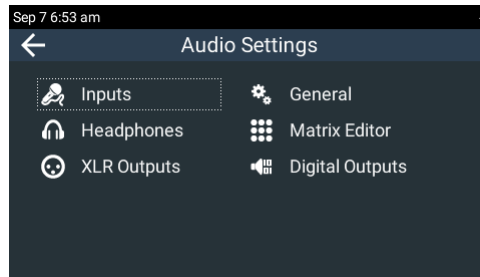 Sep 7 6:53 am
Audio Settings
Inputs
General
Headphones
Matrix Editor
XLR Outputs
Digital Outputs